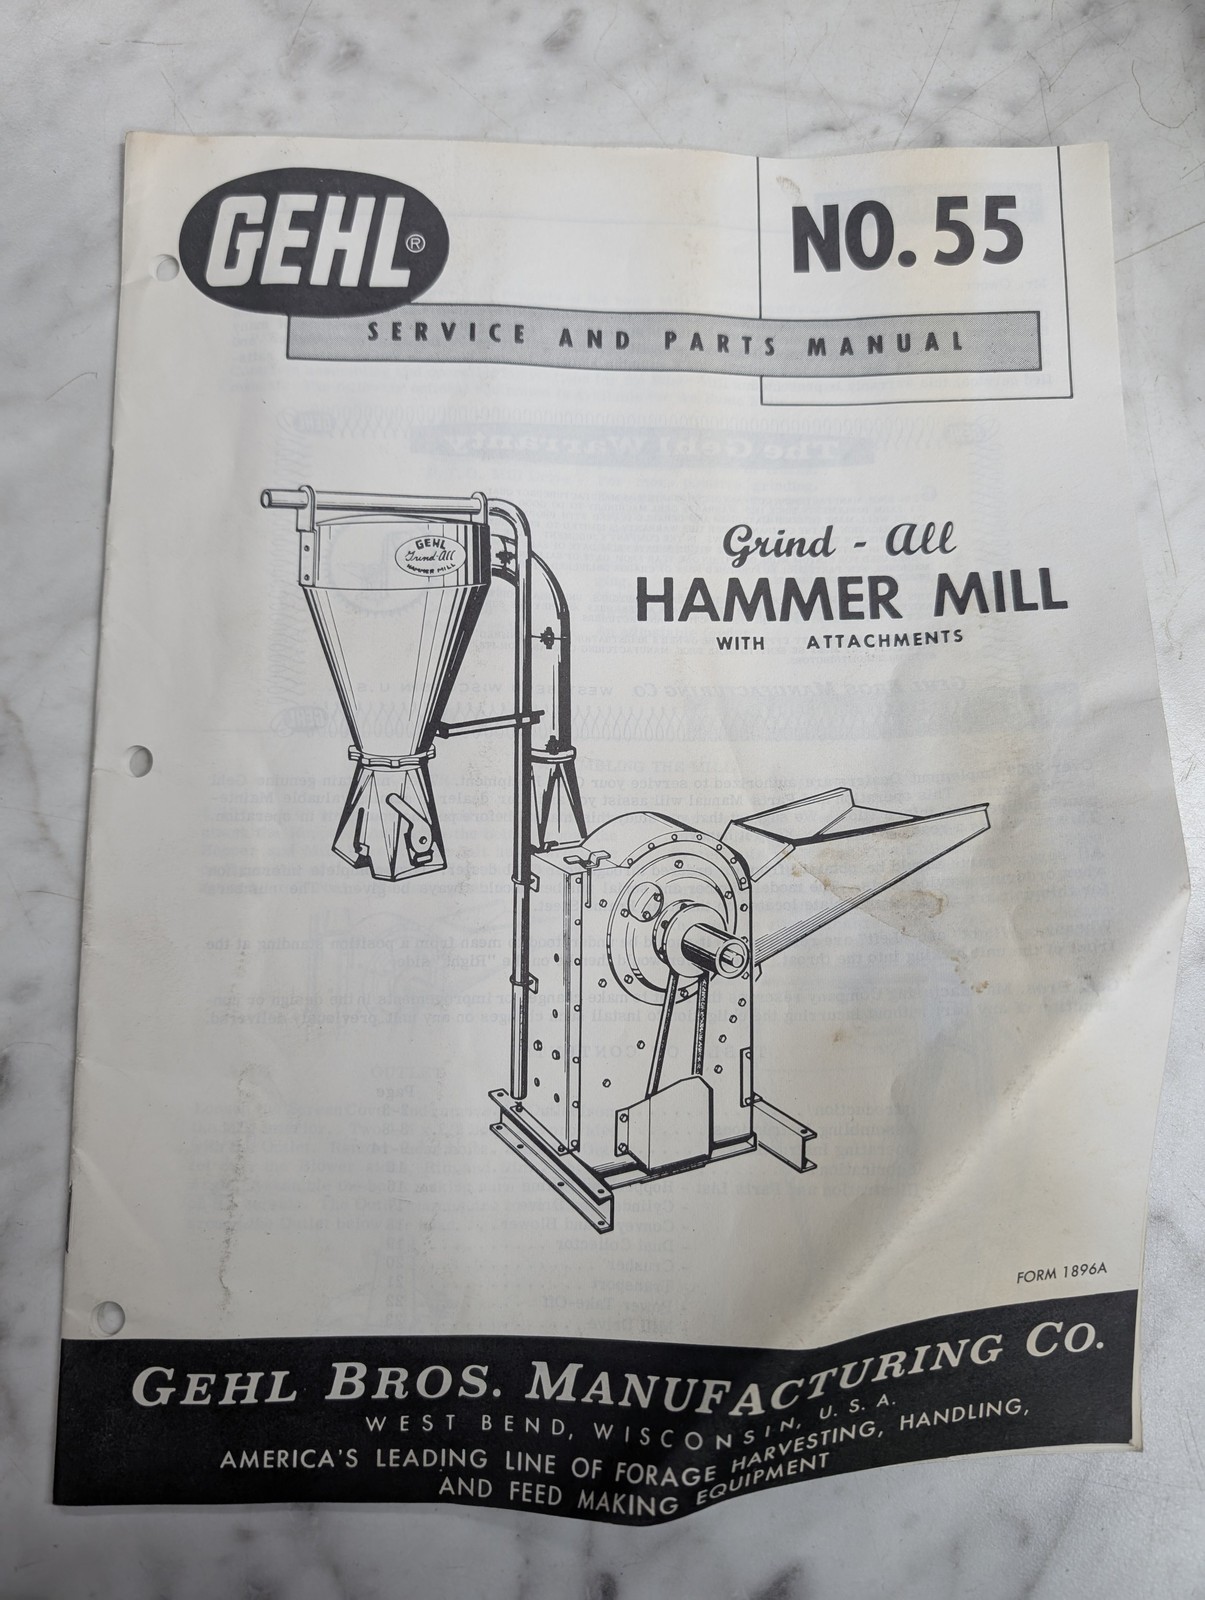 GEHL®
NO. 55
SERVICE AND PARTS MANUAL
GEHL
Grind-All
HAMMER MILL
Grind - All
HAMMER MILL
WITH ATTACHMENTS
FORM 1896A
GEHL BROS. MANUFACTURING CO.
WEST BEND, WISCONSIN, U. S. A.
AMERICA'S LEADING LINE OF FORAGE HARVESTING, HANDLING,
AND FEED MAKING EQUIPMENT